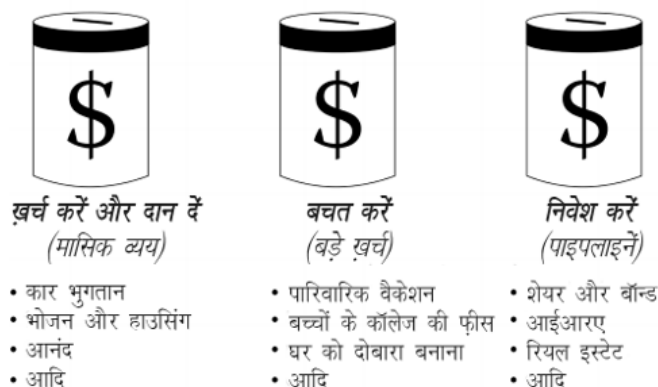 $
ख़र्च करें और दान दें
(मासिक व्यय)
• कार भुगतान
• भोजन और हाउसिंग
• आनंद
• आदि
$
बचत करें
(बड़े ख़र्च)
• पारिवारिक वैकेशन
• बच्चों के कॉलेज की फ़ीस
• घर को दोबारा बनाना
• आदि
$
निवेश करें
(पाइपलाइनें)
• शेयर और बॉन्ड
• आईआरए
• रियल इस्टेट
• आदि